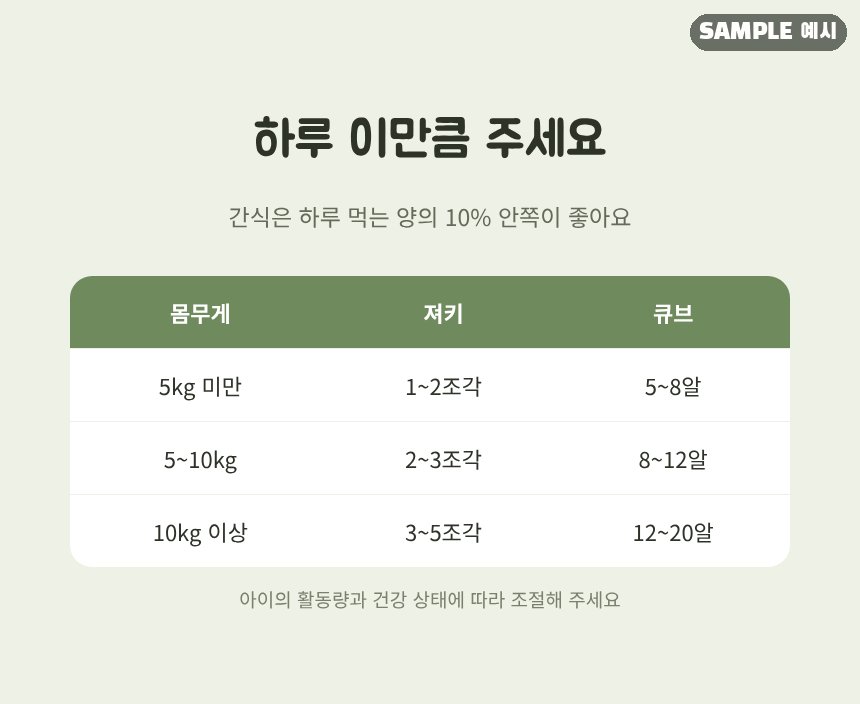 SAMPLE 예시
하루 이만큼 주세요
간식은 하루 먹는 양의 10% 안쪽이 좋아요
몸무게 져키 큐브
5kg 미만 1~2조각 5~8알
5~10kg 2~3조각 8~12알
10kg 이상 3~5조각 12~20알
아이의 활동량과 건강 상태에 따라 조절해 주세요